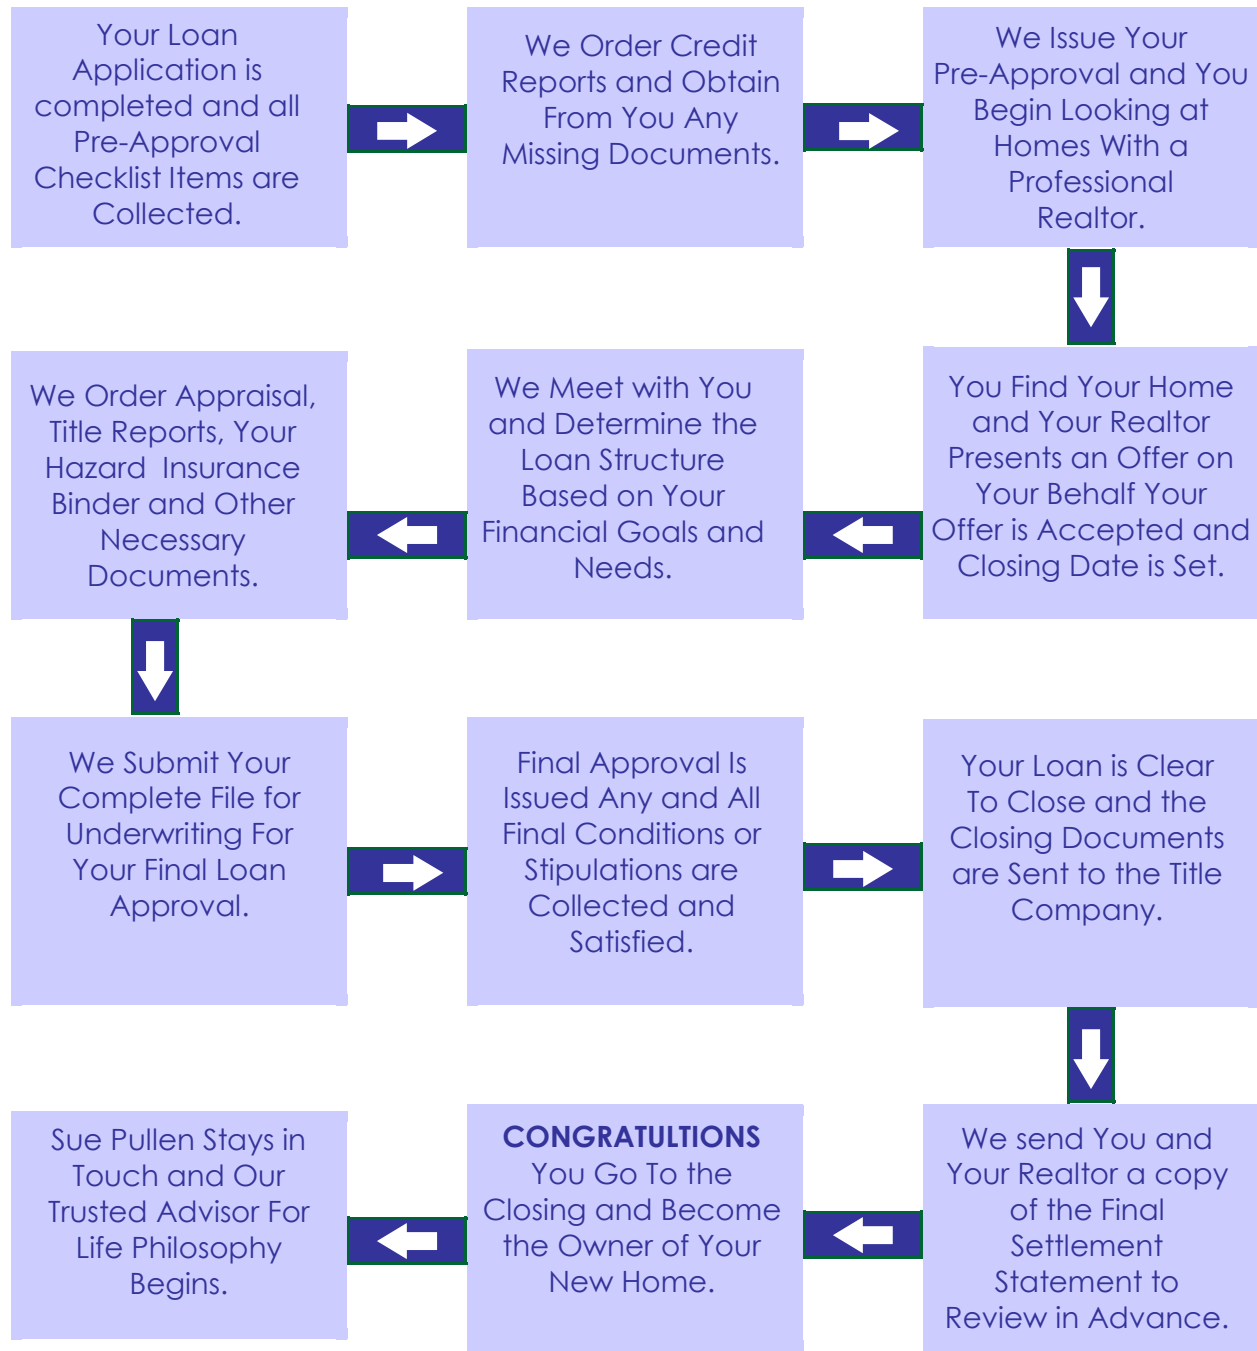 Your Loan
Application is
completed and all
Pre-Approval
Checklist Items are
Collected.
We Order Credit
Reports and Obtain
From You Any
Missing Documents.
We Issue Your
Pre-Approval and You
Begin Looking at
Homes With a
Professional
Realtor.
You Find Your Home
and Your Realtor
Presents an Offer on
Your Behalf Your
Offer is Accepted and
Closing Date is Set.
We Meet with You
and Determine the
Loan Structure
Based on Your
Financial Goals and
Needs.
We Order Appraisal,
Title Reports, Your
Hazard  Insurance
Binder and Other
Necessary
Documents.
We Submit Your
Complete File for
Underwriting For
Your Final Loan
Approval.
Final Approval Is
Issued Any and All
Final Conditions or
Stipulations are
Collected and
Satisfied.
Your Loan is Clear
To Close and the
Closing Documents
are Sent to the Title
Company.
We send You and
Your Realtor a copy
of the Final
Settlement
Statement to
Review in Advance.
CONGRATULTIONS
You Go To the
Closing and Become
the Owner of Your
New Home.
Sue Pullen Stays in
Touch and Our
Trusted Advisor For
Life Philosophy
Begins.